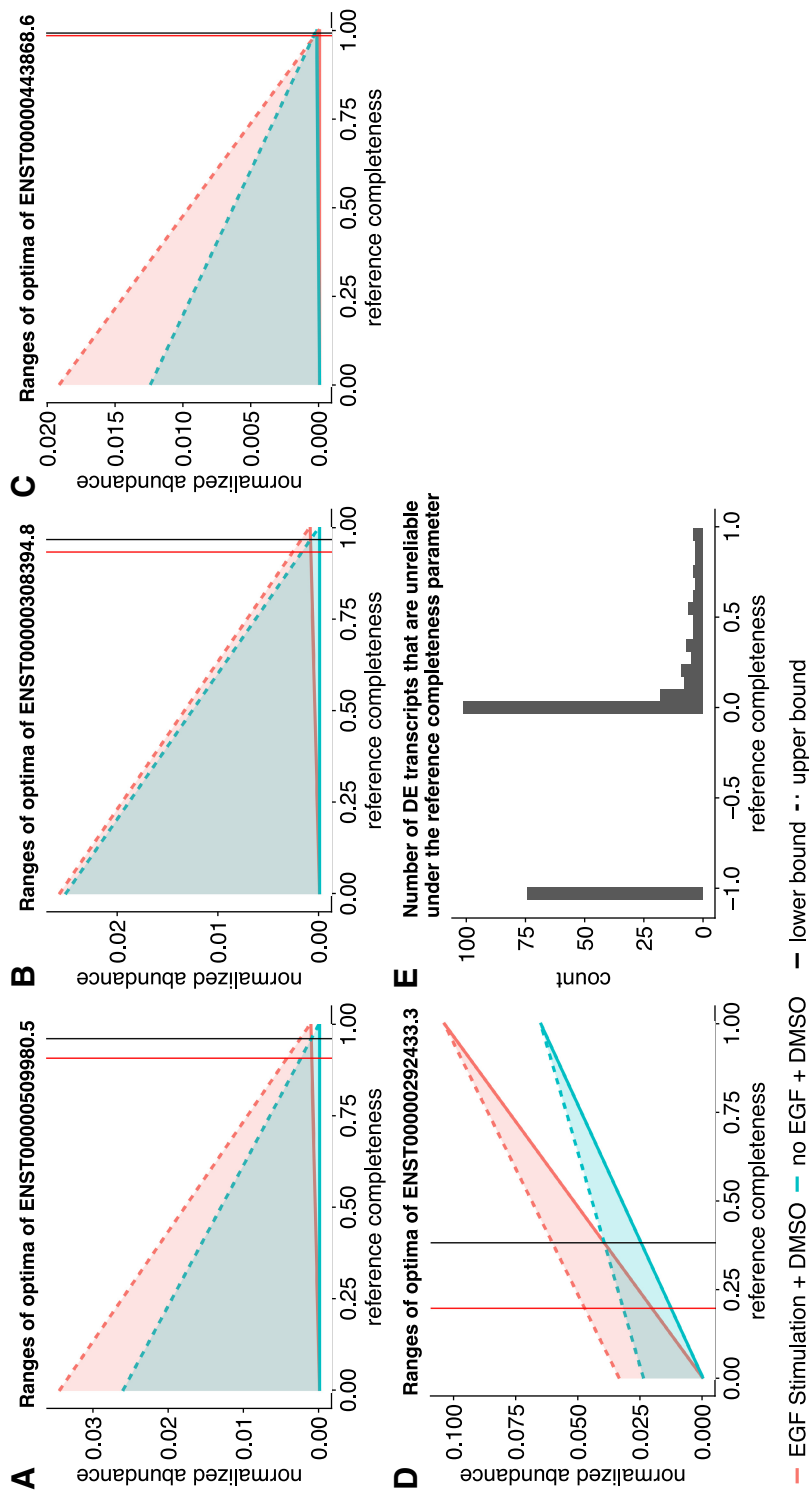 A
Ranges of optima of ENST00000509980.5
normalized abundance
0.03
0.02
0.01
0.00
0.00 0.25 0.50 0.75 1.00
reference completeness
B
Ranges of optima of ENST00000308394.8
normalized abundance
0.02
0.01
0.00
0.00 0.25 0.50 0.75 1.00
reference completeness
C
Ranges of optima of ENST00000443868.6
normalized abundance
0.020
0.015
0.010
0.005
0.000
0.00 0.25 0.50 0.75 1.00
reference completeness
D
Ranges of optima of ENST00000292433.3
normalized abundance
0.100
0.075
0.050
0.025
0.000
0.00 0.25 0.50 0.75 1.00
reference completeness
E
Number of DE transcripts that are unreliable
under the reference completeness parameter
count
100
75
50
25
0
−1.0 −0.5 0.0 0.5 1.0
reference completeness
EGF Stimulation + DMSO no EGF + DMSO lower bound upper bound